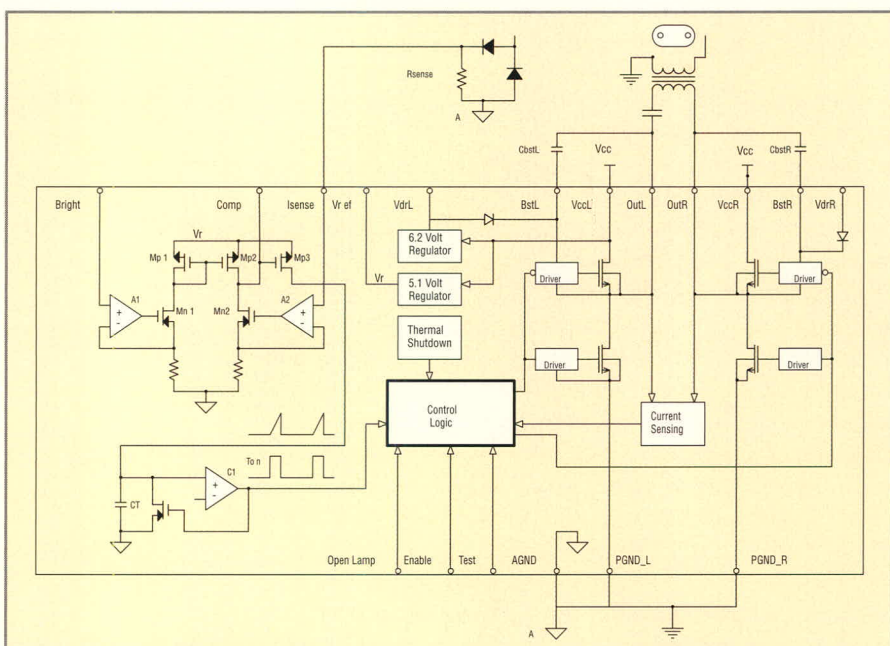 Rsense
A
CbstL
Vcc
Vcc
CbstR
Bright
Comp
Isense
Vr ef
VdrL
BstL
VccL
OutL
OutR
VccR
BstR
VdrR
Vr
Mp 1
Mp2
Mp3
6.2 Volt
Regulator
Vr
5.1 Volt
Regulator
Driver
Driver
A1
+
-
Mn 1
Mn2
A2
+
-
Thermal
Shutdown
Driver
Driver
Control
Logic
Current
Sensing
To n
C1
+
-
CT
Open Lamp
Enable
Test
AGND
PGND_L
PGND_R
A